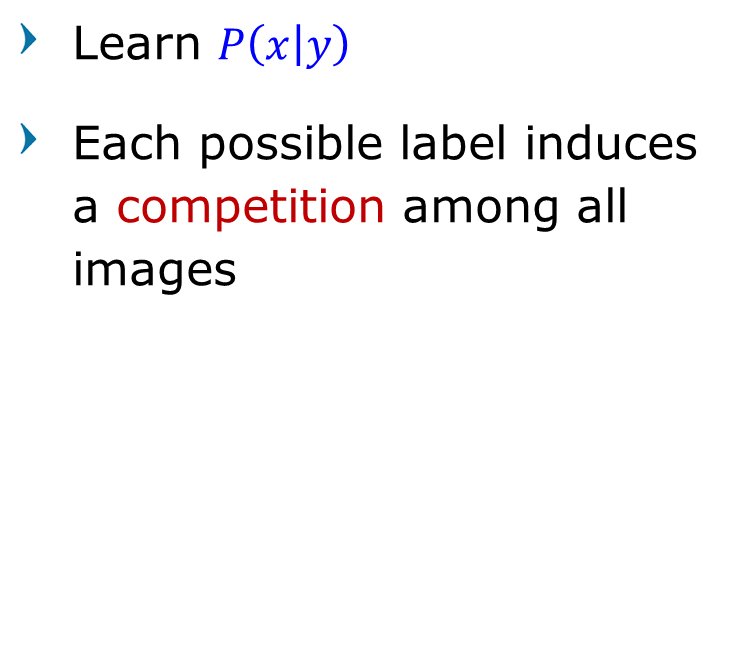 Learn P(x|y)
Each possible label induces
a competition among all
images